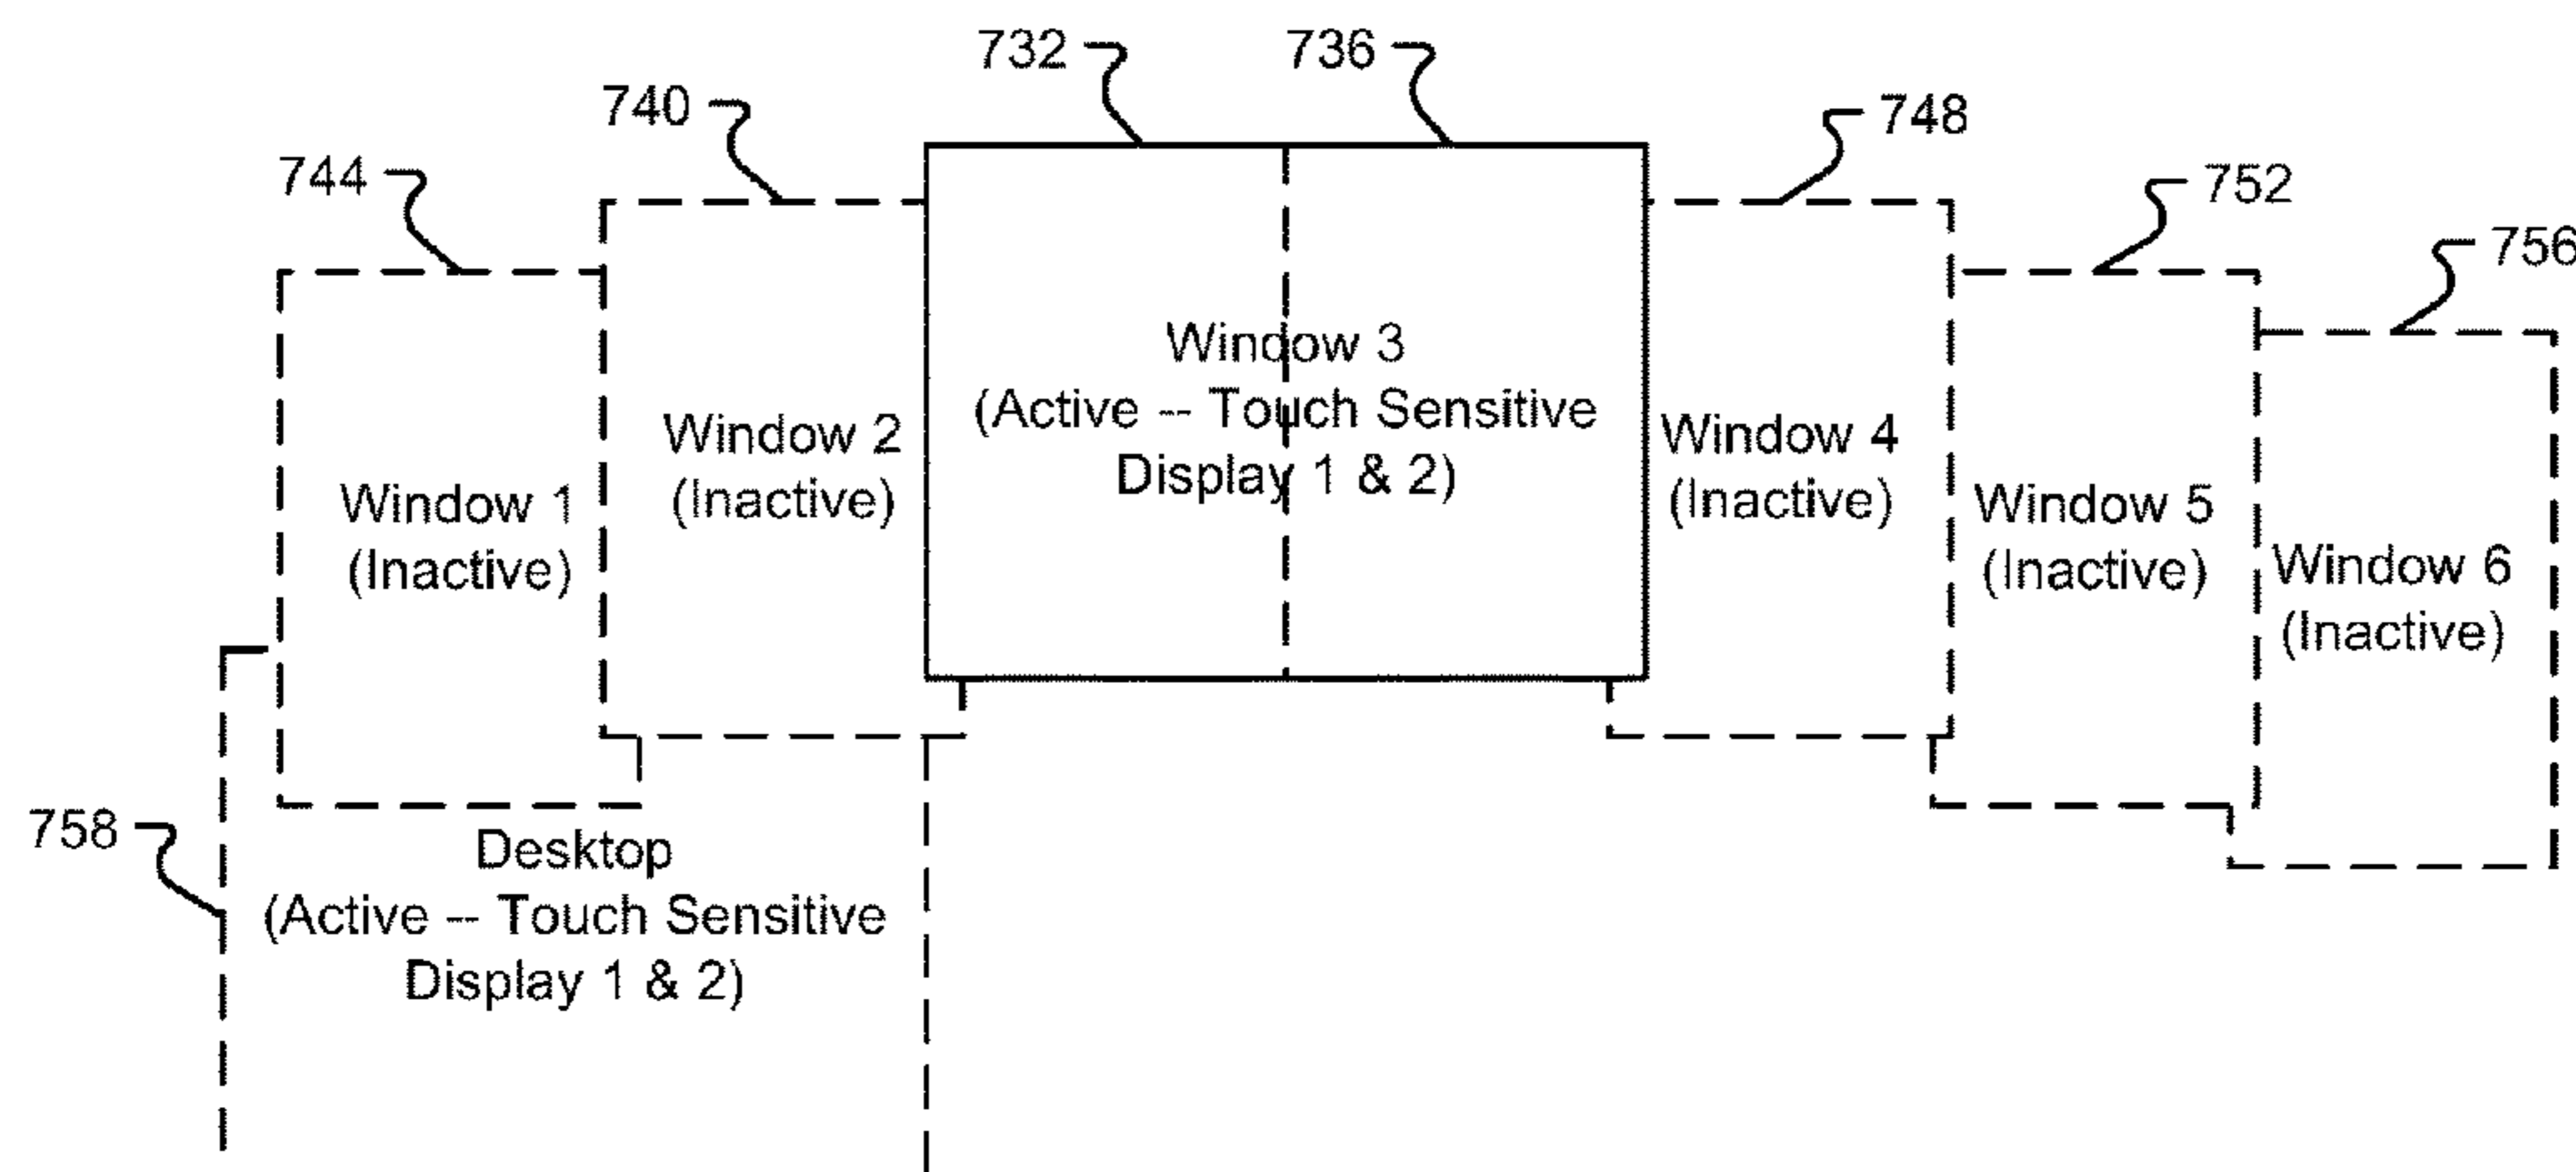 732
736
740
748
744
752
756
Window 3
(Active -- Touch Sensitive
Display 1 & 2)
Window 2
(Inactive)
Window 4
(Inactive)
Window 1
(Inactive)
Window 5
(Inactive)
Window 6
(Inactive)
758
Desktop
(Active -- Touch Sensitive
Display 1 & 2)